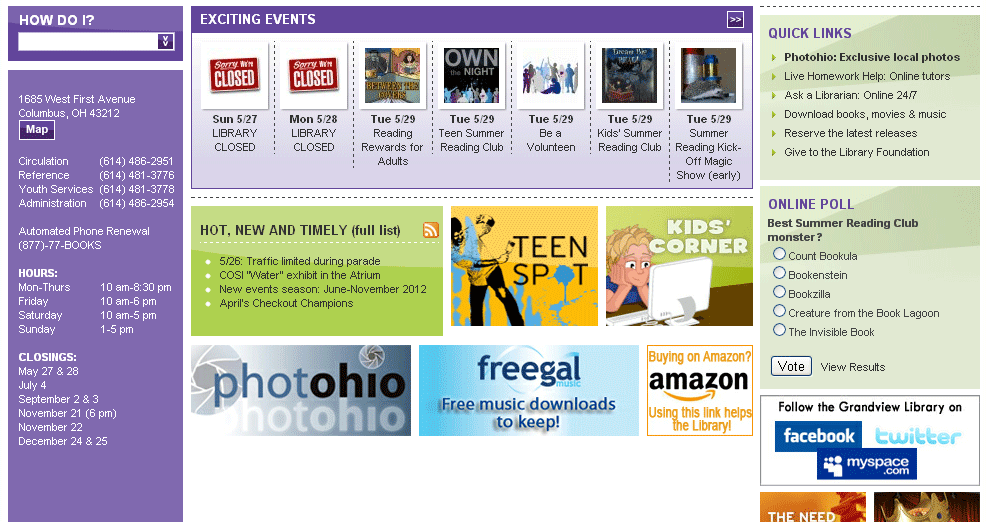 HOW DO I?
1685 West First Avenue
Columbus, OH 43212
Map
Circulation (614) 486-2951
Reference (614) 481-3776
Youth Services (614) 481-3778
Administration (614) 486-2954
Automated Phone Renewal
(877)-77-BOOKS
HOURS:
Mon-Thurs 10 am-8:30 pm
Friday 10 am-6 pm
Saturday 10 am-5 pm
Sunday 1-5 pm
CLOSINGS:
May 27 & 28
July 4
September 2 & 3
November 21 (6 pm)
November 22
December 24 & 25
EXCITING EVENTS >>
Sorry We're
CLOSED
Sun 5/27
LIBRARY
CLOSED
Sorry We're
CLOSED
Mon 5/28
LIBRARY
CLOSED
BETWEEN THE
COVERS
Tue 5/29
Reading
Rewards for
Adults
OWN
THE NIGHT
Tue 5/29
Teen Summer
Reading Club
Tue 5/29
Be a
Volunteen
Dream Big
READ
Tue 5/29
Kids' Summer
Reading Club
Tue 5/29
Summer
Reading Kick-
Off Magic
Show (early)
HOT, NEW AND TIMELY (full list)
5/26: Traffic limited during parade
COSI "Water" exhibit in the Atrium
New events season: June-November 2012
April's Checkout Champions
TEEN
SPOT
KIDS'
CORNER
photohio
photohio
freegal
music
Free music downloads
to keep!
Buying on Amazon?
amazon
Using this link helps
the Library!
QUICK LINKS
Photohio: Exclusive local photos
Live Homework Help: Online tutors
Ask a Librarian: Online 24/7
Download books, movies & music
Reserve the latest releases
Give to the Library Foundation
ONLINE POLL
Best Summer Reading Club
monster?
Count Bookula
Bookenstein
Bookzilla
Creature from the Book Lagoon
The Invisible Book
Vote View Results
Follow the Grandview Library on
facebook twitter
myspace
.com
THE NEED